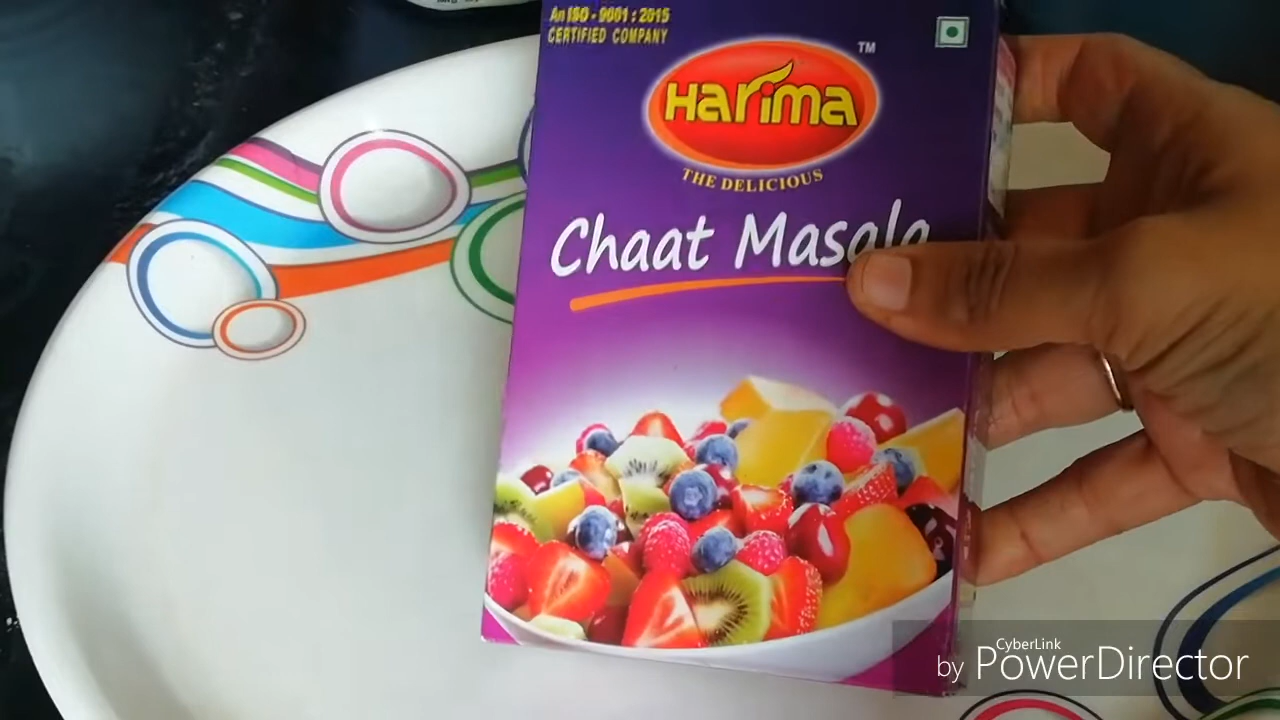 An ISO - 9001 : 2015
CERTIFIED COMPANY
Harima
TM
THE DELICIOUS
Chaat Masala
CyberLink
by PowerDirector